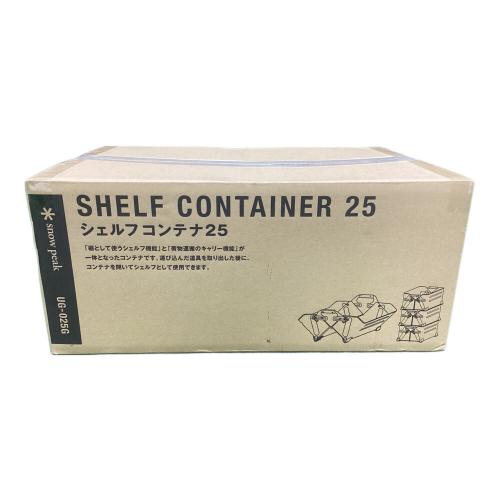 SHELF CONTAINER 25
シェルフコンテナ25
「棚として使うシェルフ機能」と「荷物運搬のキャリー機能」が
一体となったコンテナです。運び込んだ道具を取り出した後に、
コンテナを開いてシェルフとして使用できます。
snow peak
UG-025G